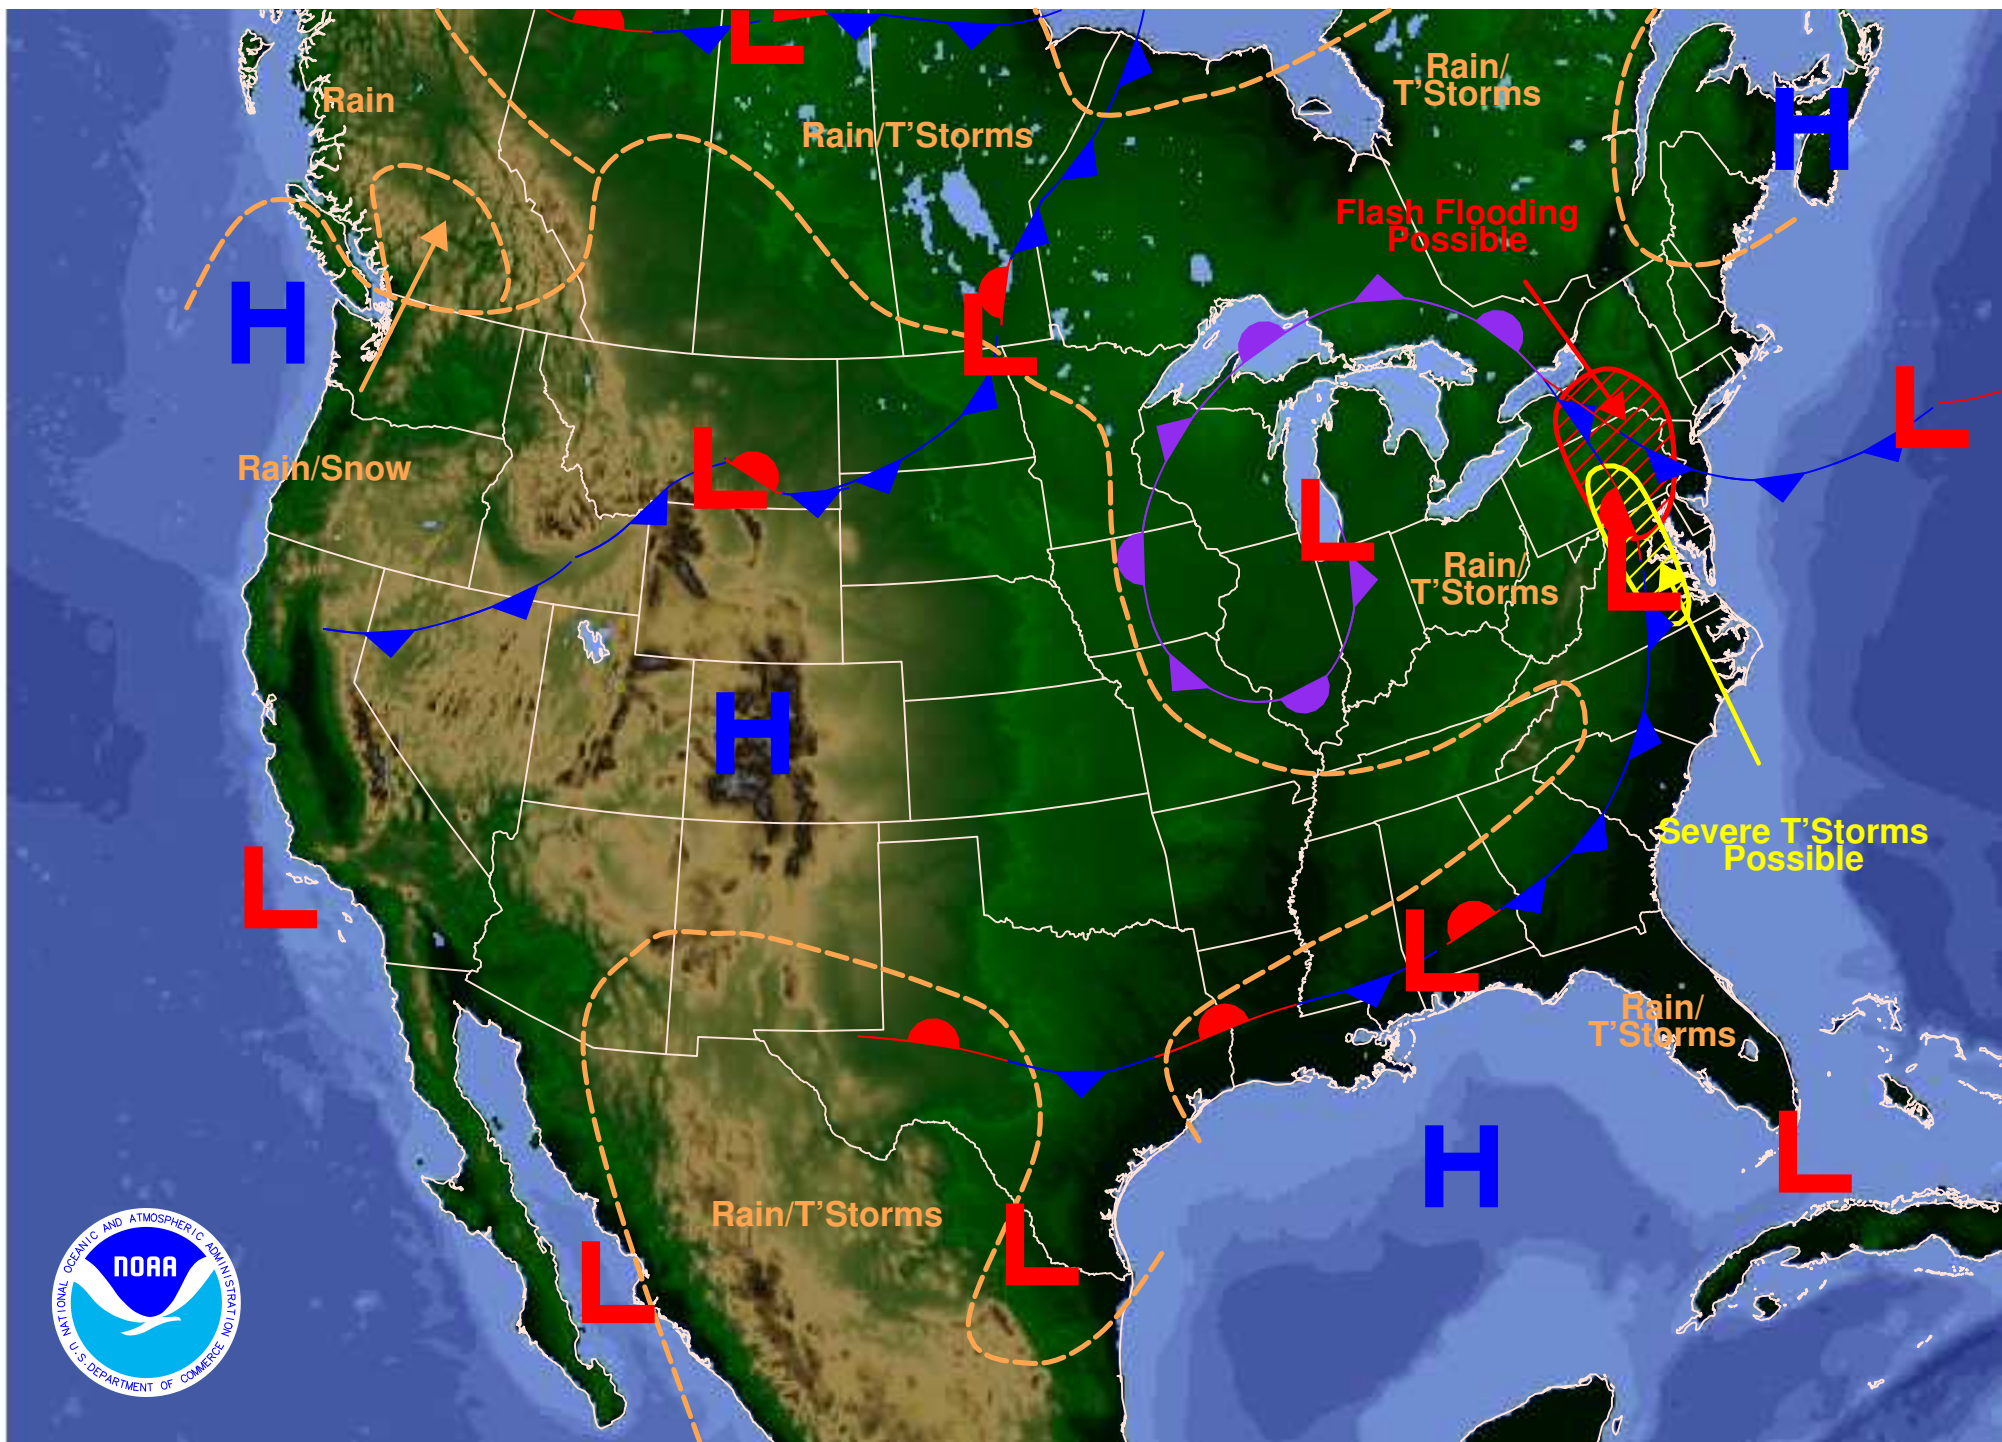 Rain/
T'Storms
Rain
Rain/T'Storms
H
L
Flash Flooding
Possible
H
L
L
L
Rain/Snow
L
L
Rain/
T'Storms
L
H
Severe T'Storms
Possible
L
L
Rain/
T'Storms
H
L
Rain/T'Storms
L
L
NATIONAL OCEANIC AND ATMOSPHERIC ADMINISTRATION
NOAA
U.S. DEPARTMENT OF COMMERCE